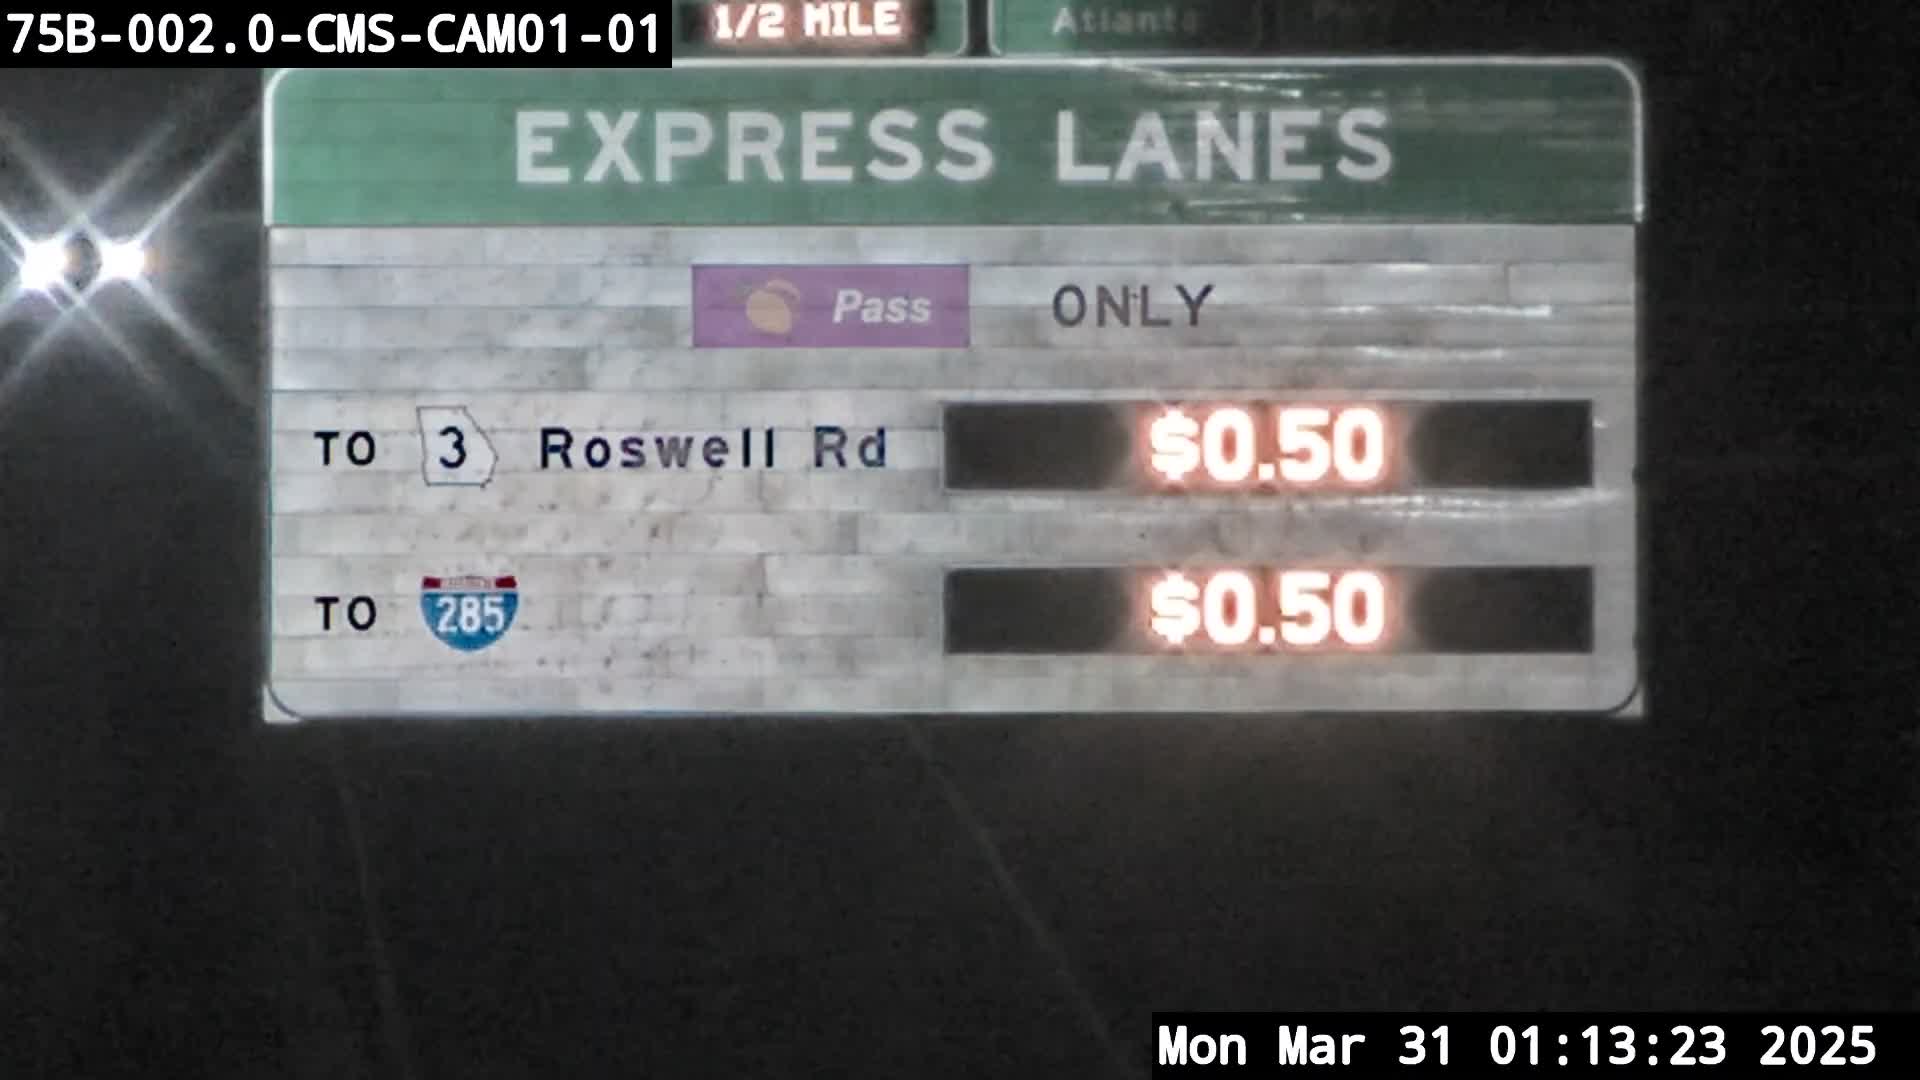 75B-002.0-CMS-CAM01-01
1/2 MILE
Atlanta
EXPRESS LANES
Pass ONLY
TO 3 Roswell Rd $0.50
TO 285 $0.50
Mon Mar 31 01:13:23 2025